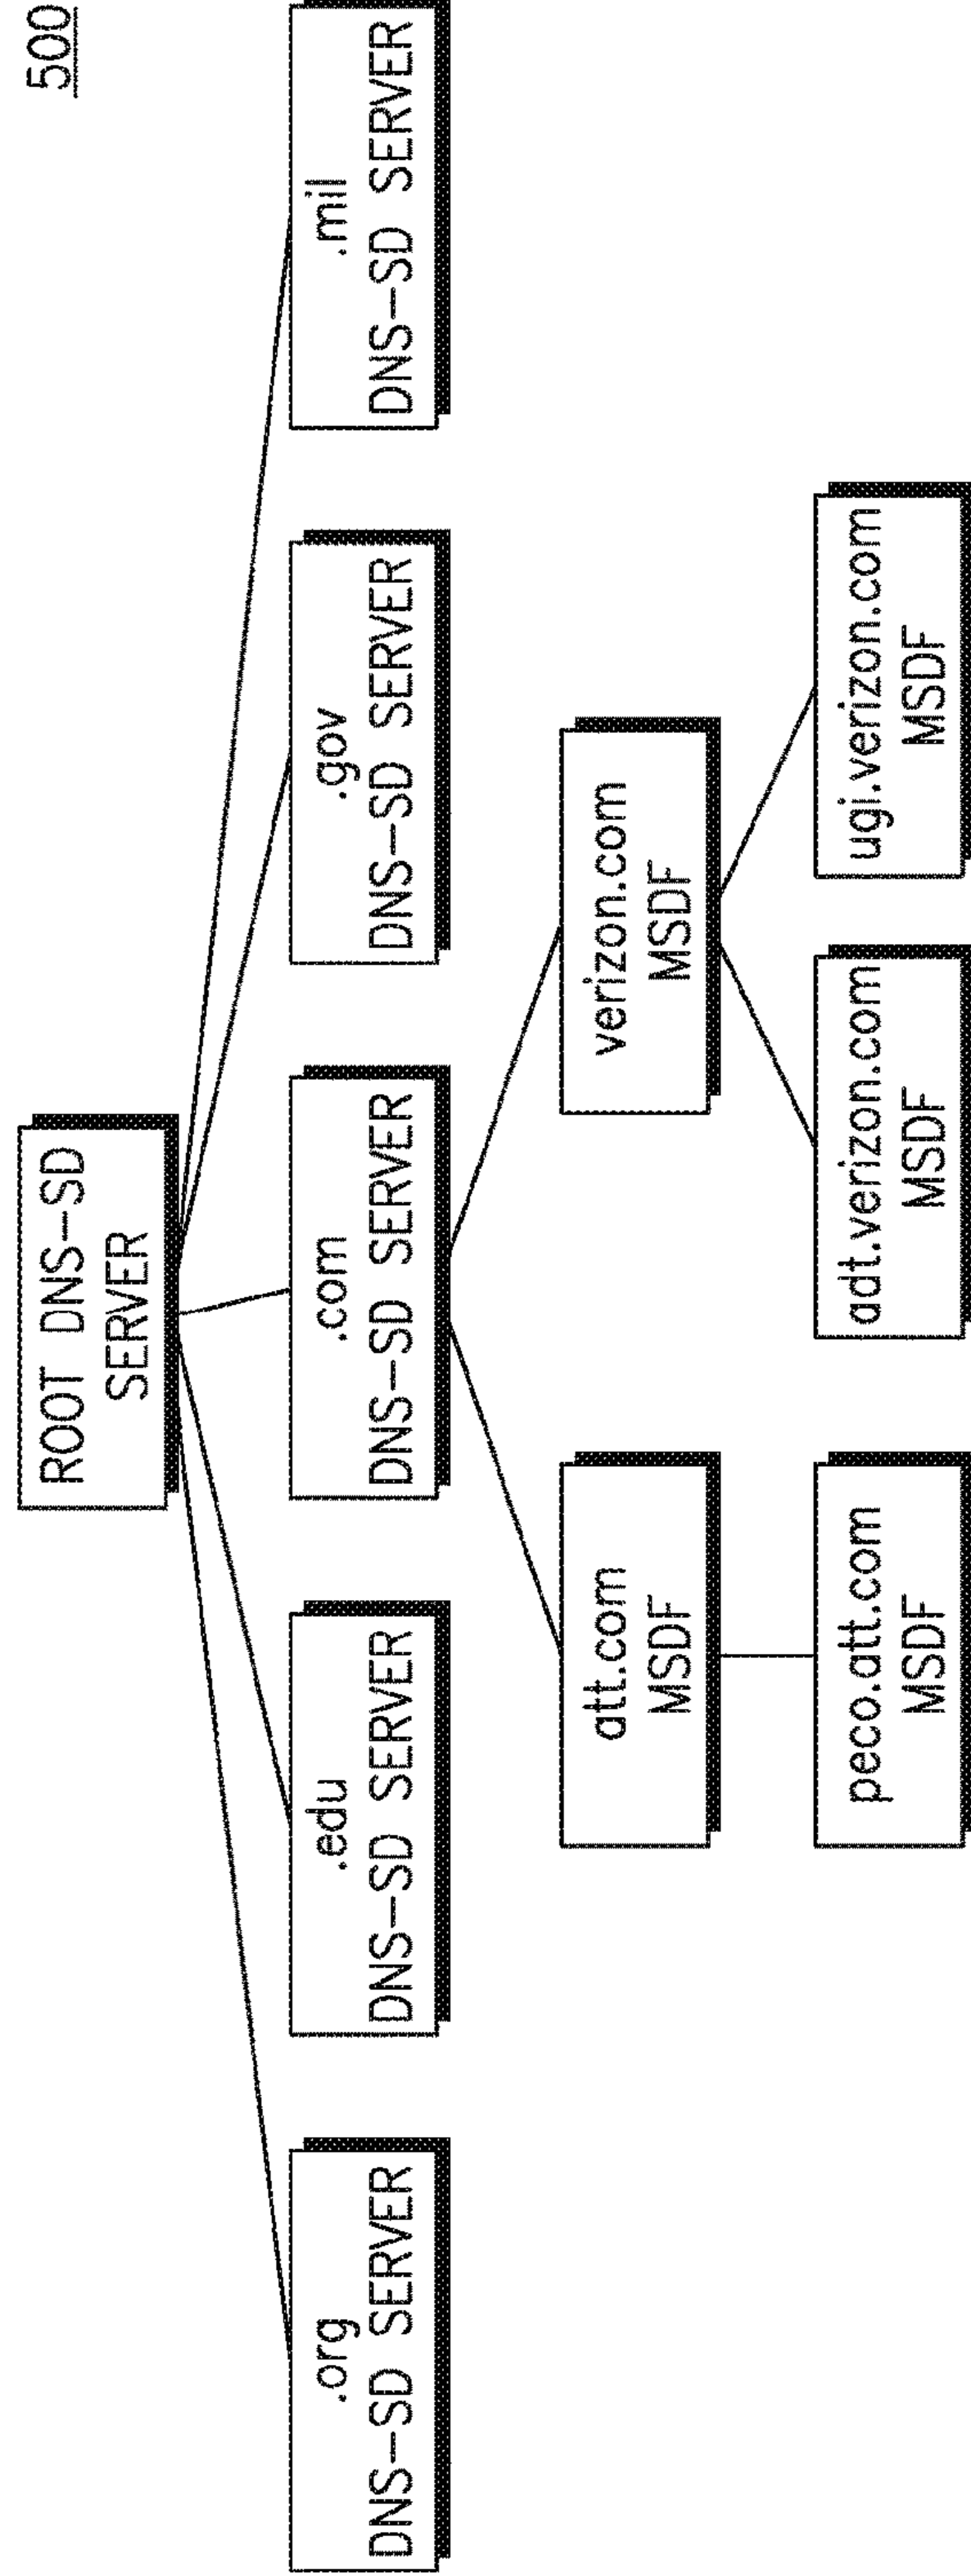 500
ROOT DNS-SD
SERVER
.org
DNS-SD SERVER
.edu
DNS-SD SERVER
.com
DNS-SD SERVER
.gov
DNS-SD SERVER
.mil
DNS-SD SERVER
att.com
MSDF
verizon.com
MSDF
peco.att.com
MSDF
adt.verizon.com
MSDF
ugi.verizon.com
MSDF